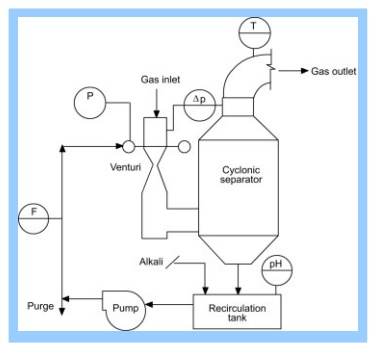 T
Gas inlet
Gas outlet
P
Δp
Venturi
Cyclonic
separator
F
Alkali
pH
Purge
Pump
Recirculation
tank